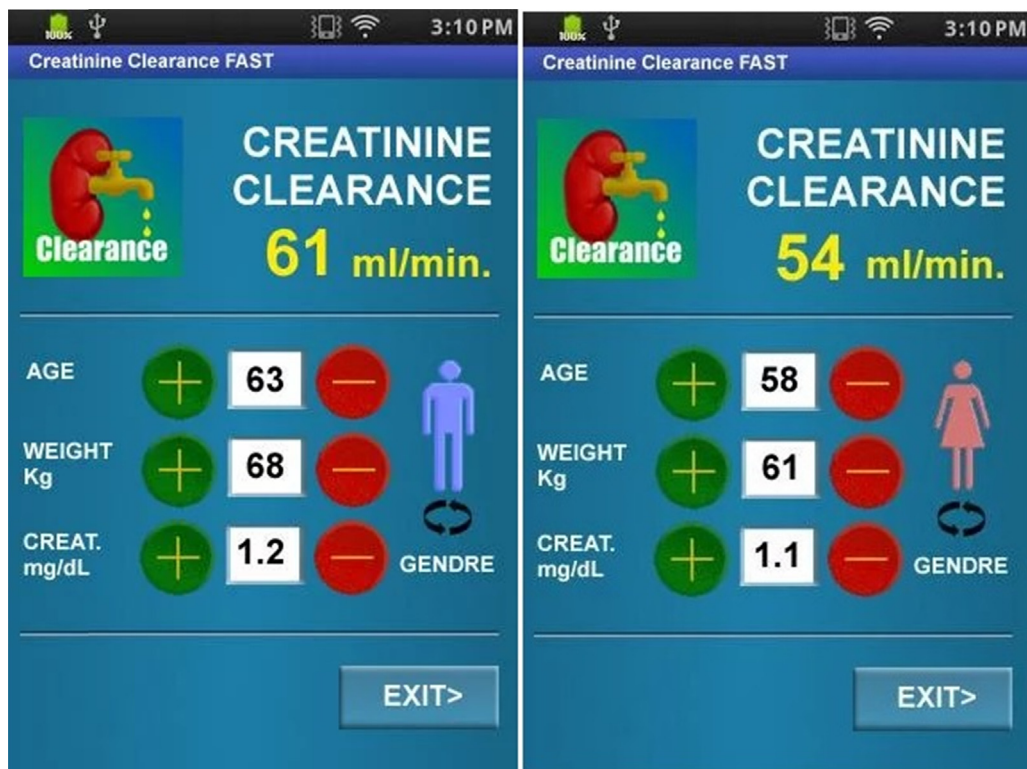 100%
3:10 PM
Creatinine Clearance FAST
Clearance
CREATININE
CLEARANCE
61 ml/min.
AGE
63
WEIGHT
Kg
68
CREAT.
mg/dL
1.2
GENDRE
EXIT>
100%
3:10 PM
Creatinine Clearance FAST
Clearance
CREATININE
CLEARANCE
54 ml/min.
AGE
58
WEIGHT
Kg
61
CREAT.
mg/dL
1.1
GENDRE
EXIT>